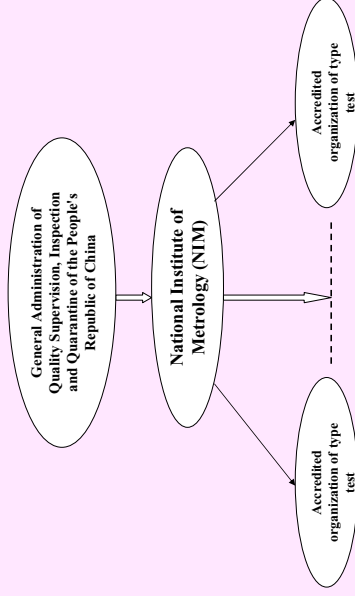 General Administration of
Quality Supervision, Inspection
and Quarantine of the People's
Republic of China
National Institute of
Metrology (NIM)
Accredited
organization of type
test
Accredited
organization of type
test